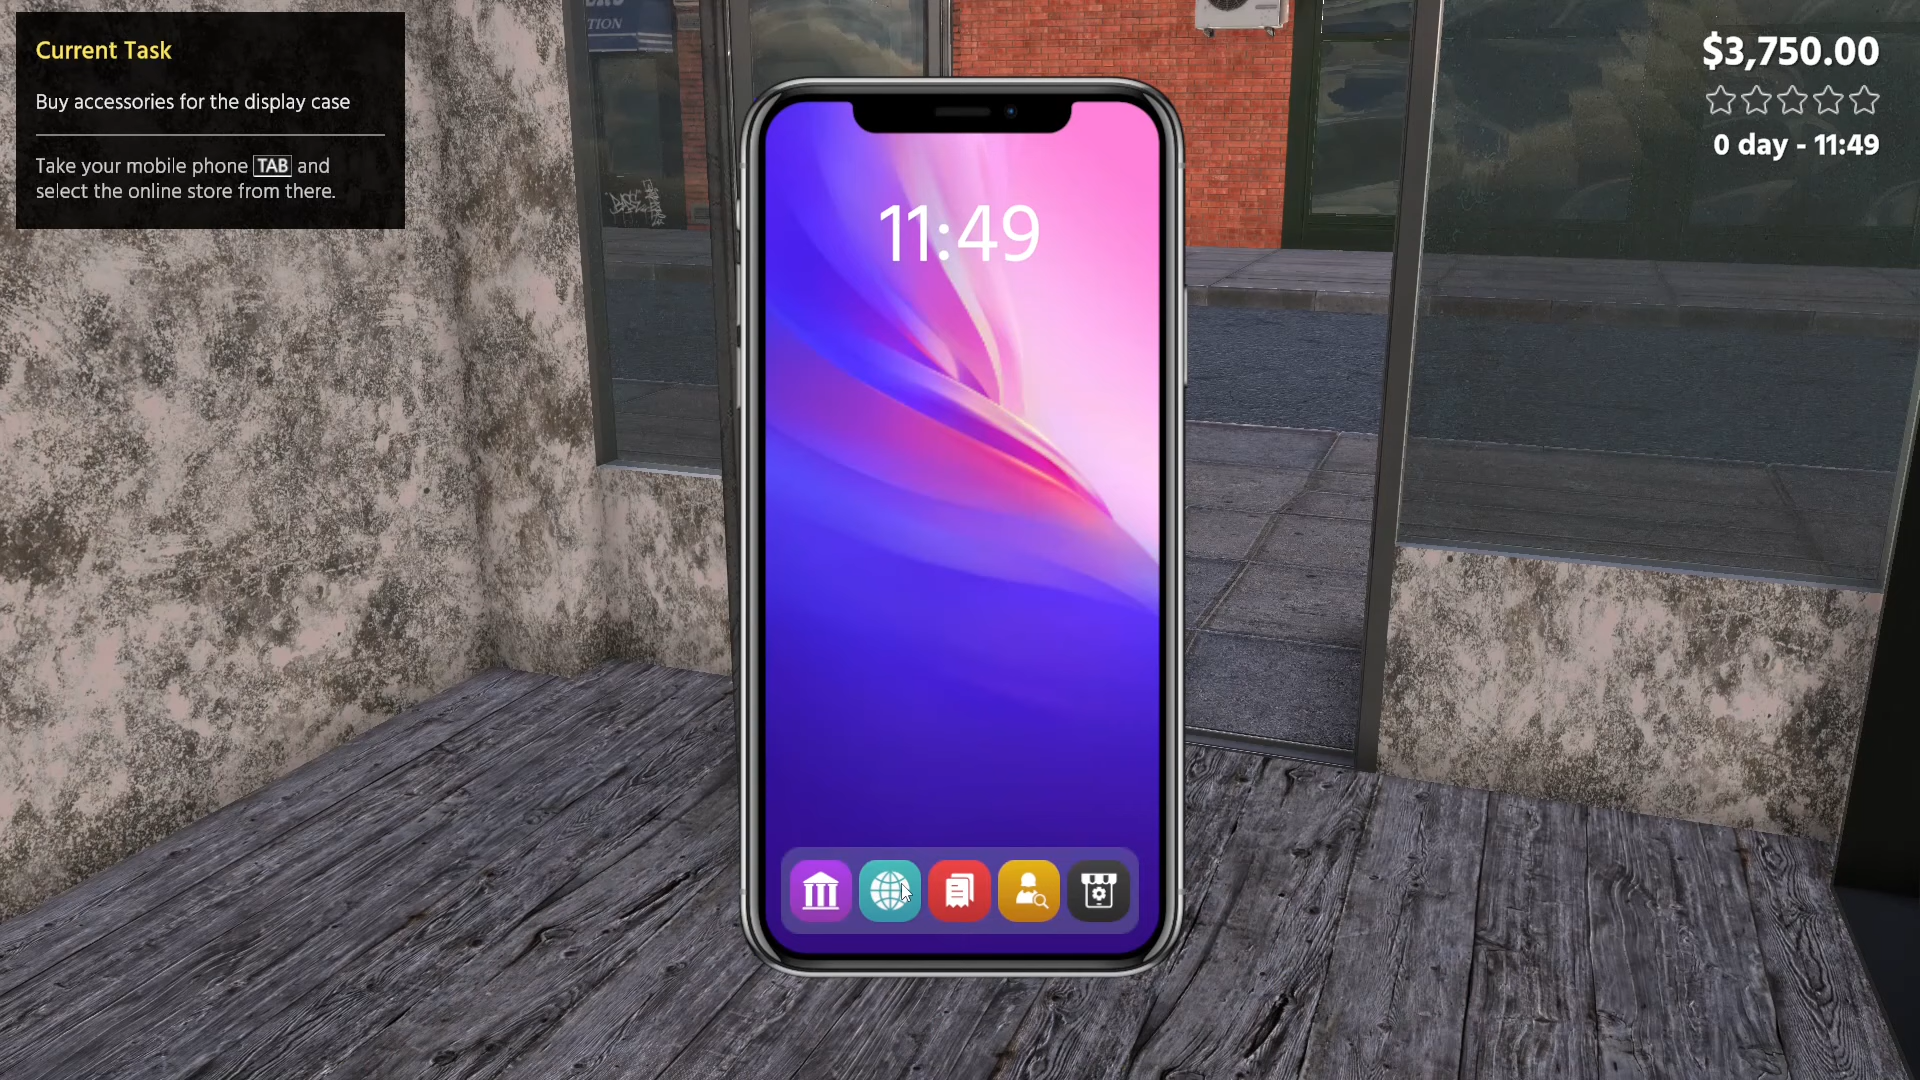 Current Task
Buy accessories for the display case
Take your mobile phone TAB and
select the online store from there.
TION
$3,750.00
0 day - 11:49
11:49